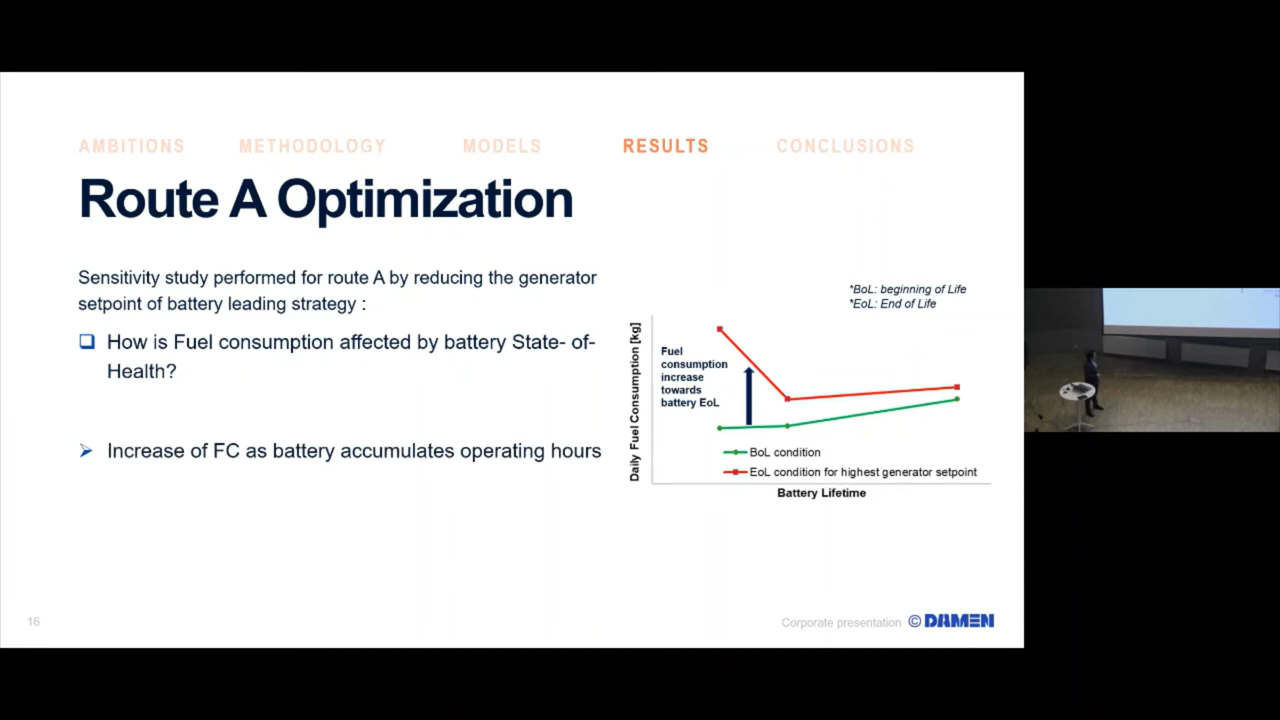 AMBITIONS METHODOLOGY MODELS RESULTS CONCLUSIONS
Route A Optimization
Sensitivity study performed for route A by reducing the generator
setpoint of battery leading strategy :
How is Fuel consumption affected by battery State- of-
Health?
Increase of FC as battery accumulates operating hours
*BoL: beginning of Life
*EoL: End of Life
Daily Fuel Consumption [kg]
Fuel
consumption
increase
towards
battery EoL
BoL condition
EoL condition for highest generator setpoint
Battery Lifetime
16
Corporate presentation © DAMEN